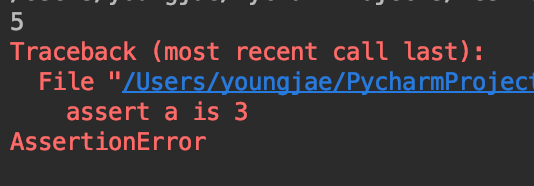 5
Traceback (most recent call last):
File "/Users/youngjae/PycharmProject
assert a is 3
AssertionError